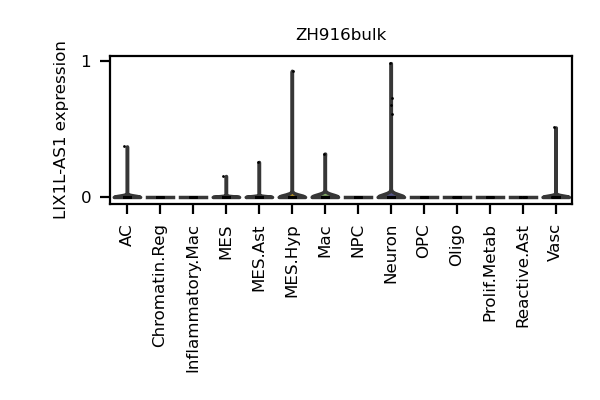 ZH916bulk
LIX1L-AS1 expression
1
0
AC
Chromatin.Reg
Inflammatory.Mac
MES
MES.Ast
MES.Hyp
Mac
NPC
Neuron
OPC
Oligo
Prolif.Metab
Reactive.Ast
Vasc